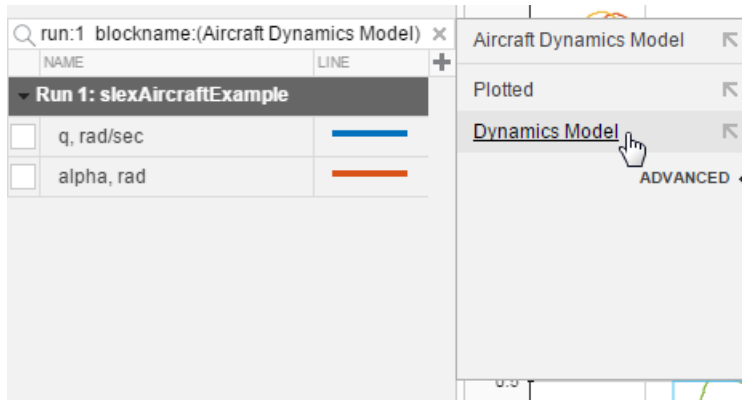 run:1 blockname:(Aircraft Dynamics Model)
NAME LINE
Run 1: slexAircraftExample
q, rad/sec
alpha, rad
Aircraft Dynamics Model
Plotted
Dynamics Model
ADVANCED